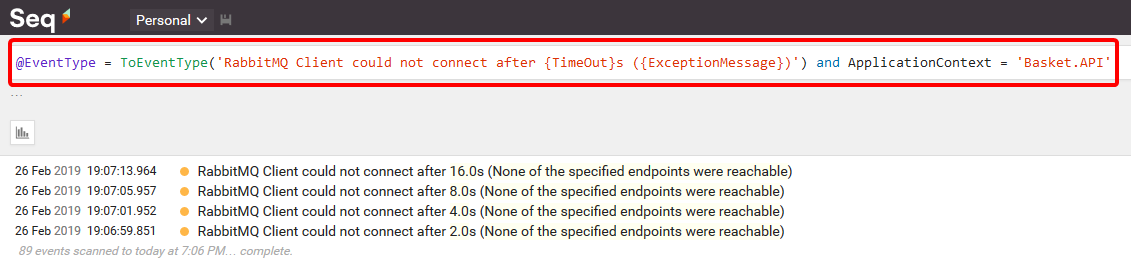 Seq
Personal
@EventType = ToEventType('RabbitMQ Client could not connect after {TimeOut}s ({ExceptionMessage})') and ApplicationContext = 'Basket.API'
...
26 Feb 2019 19:07:13.964 RabbitMQ Client could not connect after 16.0s (None of the specified endpoints were reachable)
26 Feb 2019 19:07:05.957 RabbitMQ Client could not connect after 8.0s (None of the specified endpoints were reachable)
26 Feb 2019 19:07:01.952 RabbitMQ Client could not connect after 4.0s (None of the specified endpoints were reachable)
26 Feb 2019 19:06:59.851 RabbitMQ Client could not connect after 2.0s (None of the specified endpoints were reachable)
89 events scanned to today at 7:06 PM… complete.